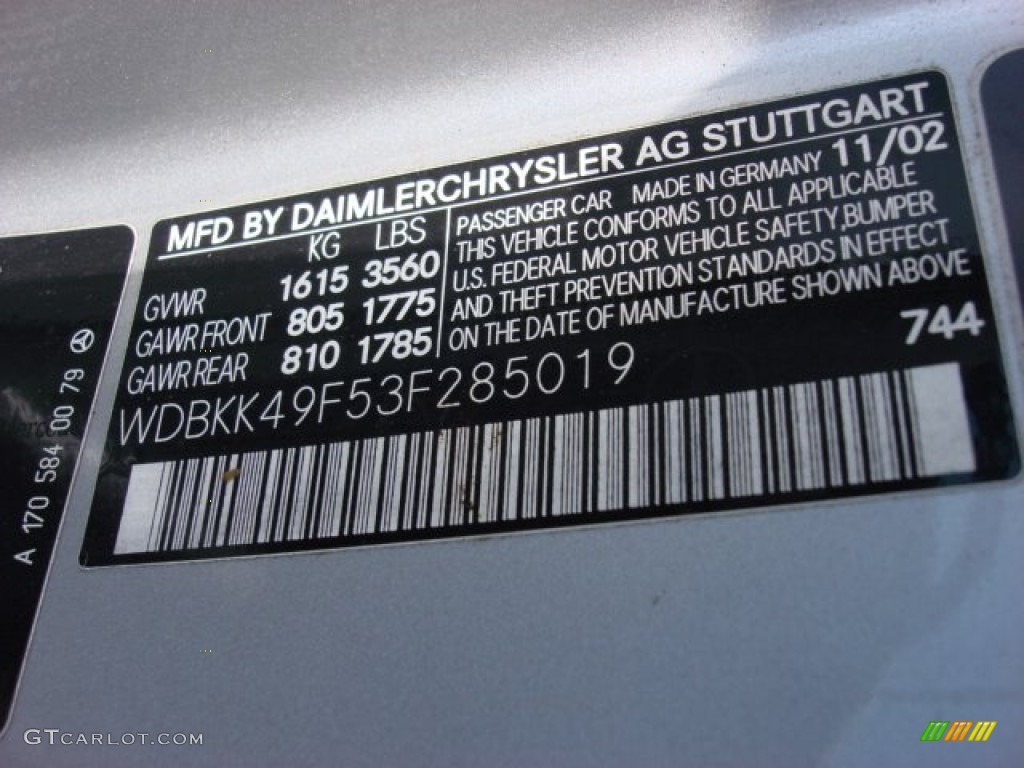 MFD BY DAIMLERCHRYSLER AG STUTTGART
KG LBS
GVWR 1615 3560
GAWR FRONT 805 1775
GAWR REAR 810 1785
PASSENGER CAR MADE IN GERMANY 11/02
THIS VEHICLE CONFORMS TO ALL APPLICABLE
U.S. FEDERAL MOTOR VEHICLE SAFETY,BUMPER
AND THEFT PREVENTION STANDARDS IN EFFECT
ON THE DATE OF MANUFACTURE SHOWN ABOVE
744
WDBKK49F53F285019
A 170 584 00 79
GTCARLOT.COM